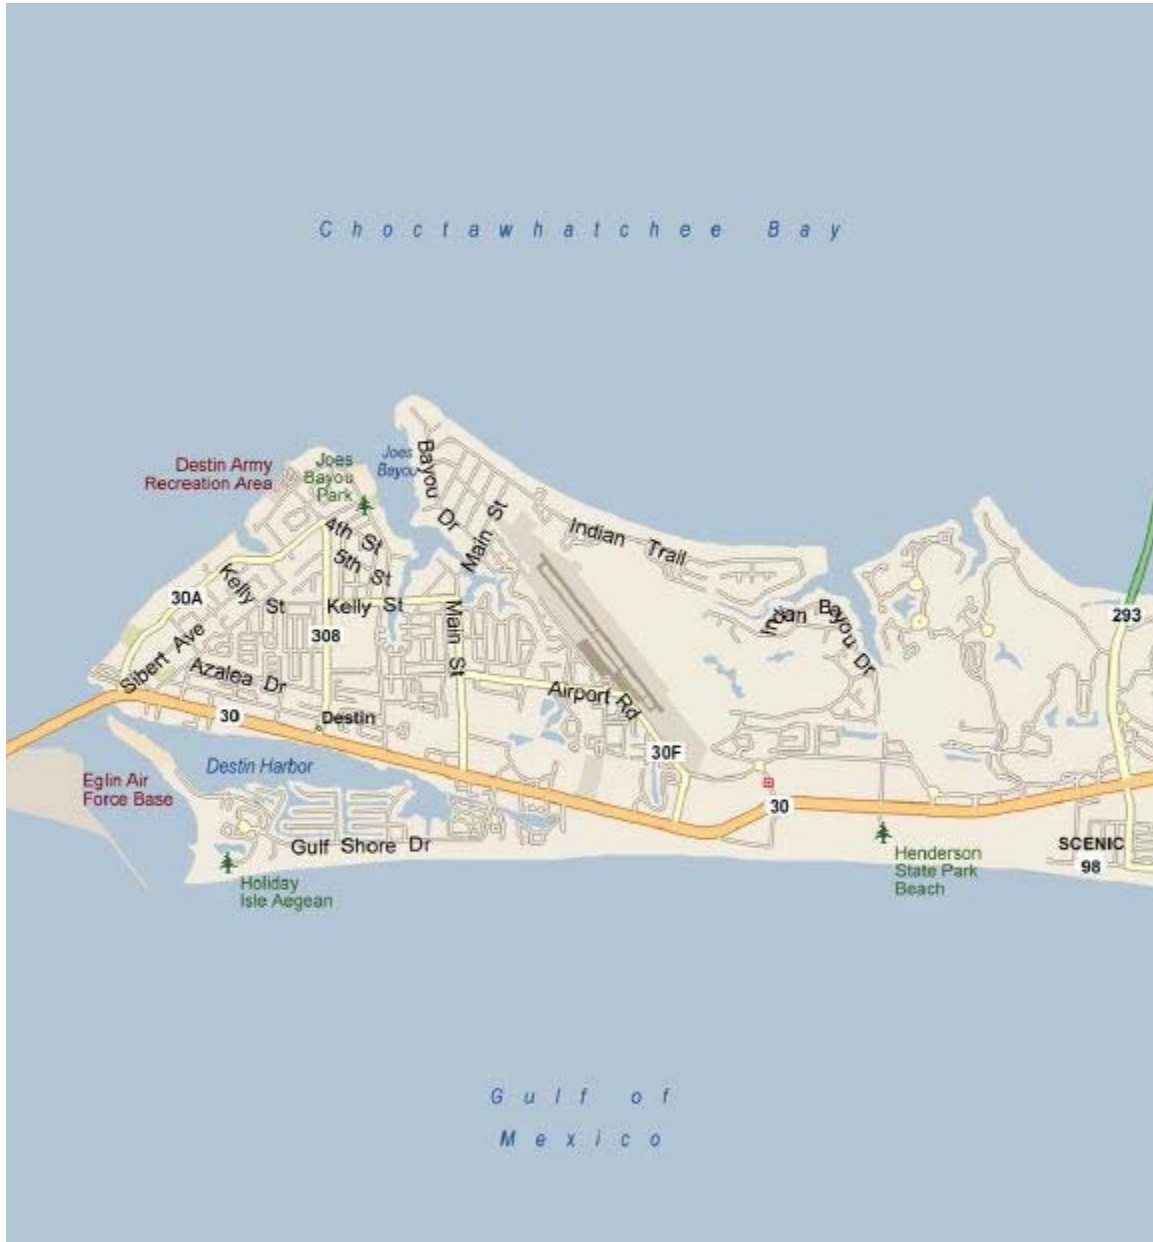 Choctawhatchee Bay
Destin Army
Recreation Area
Joes
Bayou
Park
Joes
Bayou
Bayou Dr
Main St
Indian Trail
4th St
5th St
Kelly St
Kelly St
30A
308
Main St
Sibert Ave
Azalea Dr
Airport Rd
Indian Bayou Dr
293
30
Destin
30F
Destin Harbor
Eglin Air
Force Base
30
Gulf Shore Dr
Holiday
Isle Aegean
Henderson
State Park
Beach
SCENIC
98
Gulf of
Mexico